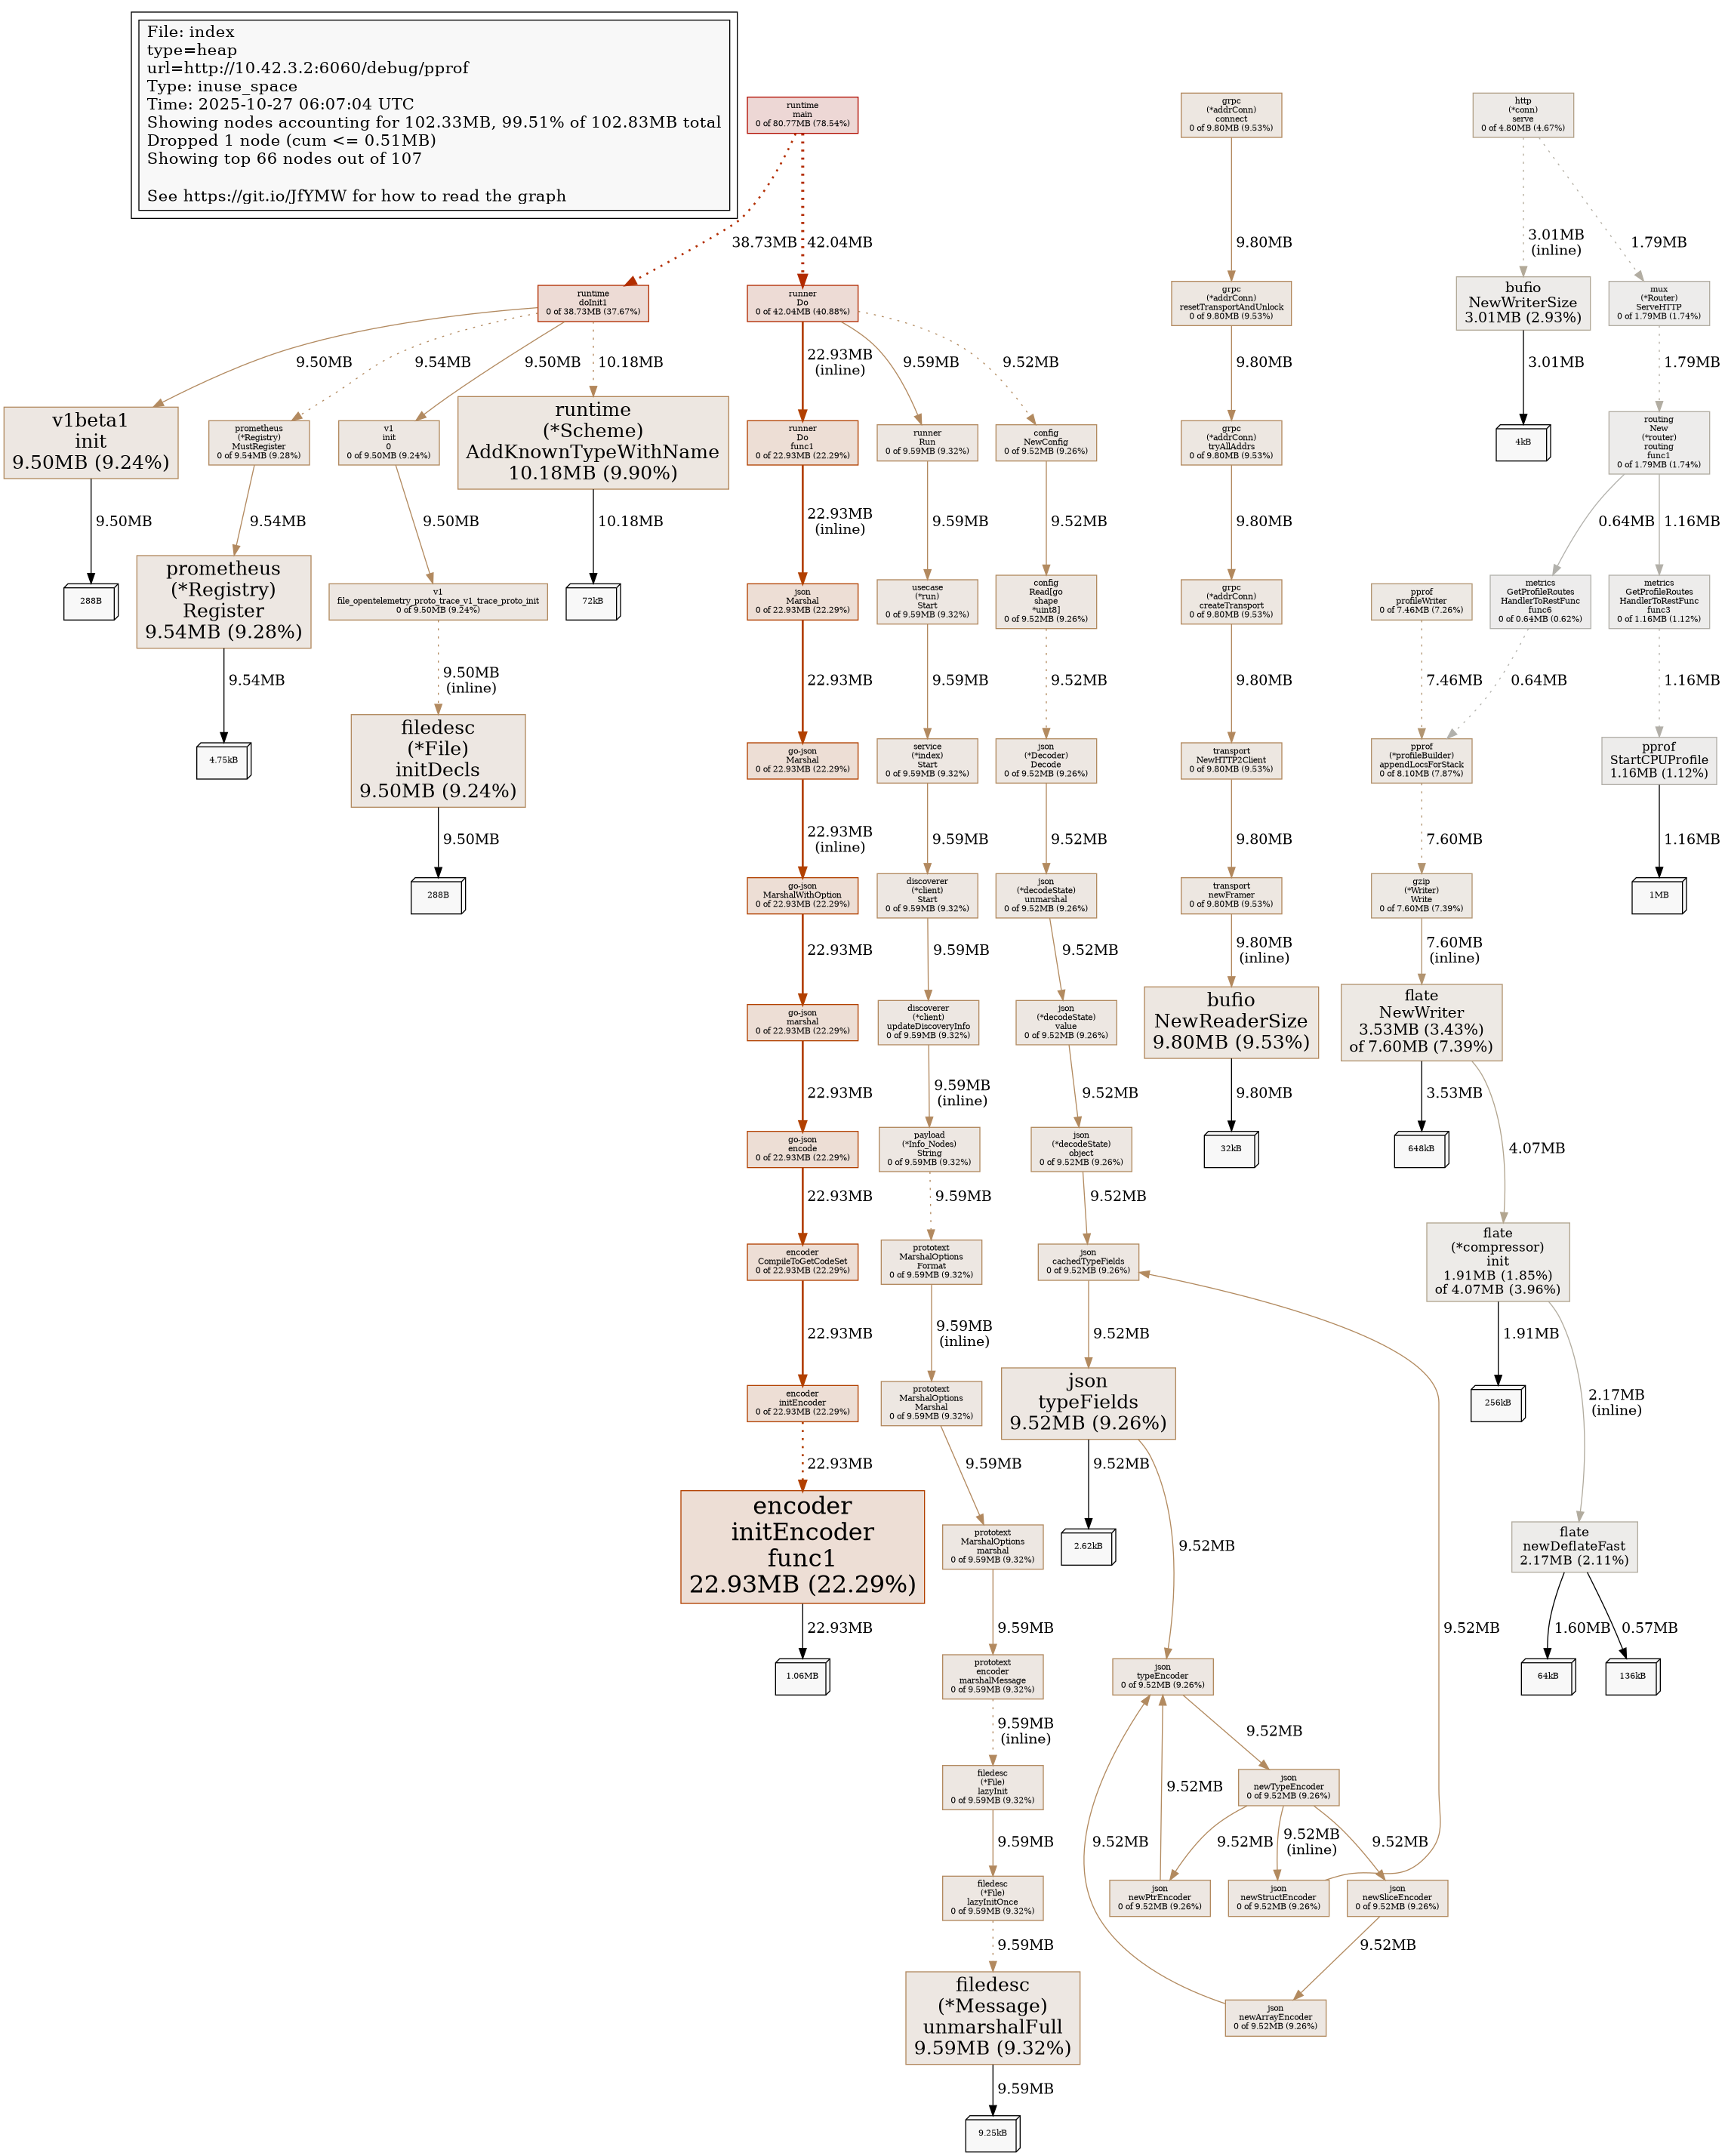 File: index
type=heap
url=http://10.42.3.2:6060/debug/pprof
Type: inuse_space
Time: 2025-10-27 06:07:04 UTC
Showing nodes accounting for 102.33MB, 99.51% of 102.83MB total
Dropped 1 node (cum <= 0.51MB)
Showing top 66 nodes out of 107
See https://git.io/JfYMW for how to read the graph
runtime
main
0 of 80.77MB (78.54%)
38.73MB
42.04MB
runtime
doInit1
0 of 38.73MB (37.67%)
9.50MB
9.54MB
9.50MB
10.18MB
v1beta1
init
9.50MB (9.24%)
9.50MB
288B
prometheus
(*Registry)
MustRegister
0 of 9.54MB (9.28%)
9.54MB
prometheus
(*Registry)
Register
9.54MB (9.28%)
9.54MB
4.75kB
v1
init
0
0 of 9.50MB (9.24%)
9.50MB
v1
file_opentelemetry_proto_trace_v1_trace_proto_init
0 of 9.50MB (9.24%)
9.50MB
(inline)
filedesc
(*File)
initDecls
9.50MB (9.24%)
9.50MB
288B
runtime
(*Scheme)
AddKnownTypeWithName
10.18MB (9.90%)
10.18MB
72kB
runner
Do
0 of 42.04MB (40.88%)
22.93MB
(inline)
9.59MB
9.52MB
runner
Do
func1
0 of 22.93MB (22.29%)
22.93MB
(inline)
json
Marshal
0 of 22.93MB (22.29%)
22.93MB
go-json
Marshal
0 of 22.93MB (22.29%)
22.93MB
(inline)
go-json
MarshalWithOption
0 of 22.93MB (22.29%)
22.93MB
go-json
marshal
0 of 22.93MB (22.29%)
22.93MB
go-json
encode
0 of 22.93MB (22.29%)
22.93MB
encoder
CompileToGetCodeSet
0 of 22.93MB (22.29%)
22.93MB
encoder
initEncoder
0 of 22.93MB (22.29%)
22.93MB
encoder
initEncoder
func1
22.93MB (22.29%)
22.93MB
1.06MB
runner
Run
0 of 9.59MB (9.32%)
9.59MB
usecase
(*run)
Start
0 of 9.59MB (9.32%)
9.59MB
service
(*index)
Start
0 of 9.59MB (9.32%)
9.59MB
discoverer
(*client)
Start
0 of 9.59MB (9.32%)
9.59MB
discoverer
(*client)
updateDiscoveryInfo
0 of 9.59MB (9.32%)
9.59MB
(inline)
payload
(*Info_Nodes)
String
0 of 9.59MB (9.32%)
9.59MB
prototext
MarshalOptions
Format
0 of 9.59MB (9.32%)
9.59MB
(inline)
prototext
MarshalOptions
Marshal
0 of 9.59MB (9.32%)
9.59MB
prototext
MarshalOptions
marshal
0 of 9.59MB (9.32%)
9.59MB
prototext
encoder
marshalMessage
0 of 9.59MB (9.32%)
9.59MB
(inline)
filedesc
(*File)
lazyInit
0 of 9.59MB (9.32%)
9.59MB
filedesc
(*File)
lazyInitOnce
0 of 9.59MB (9.32%)
9.59MB
filedesc
(*Message)
unmarshalFull
9.59MB (9.32%)
9.59MB
9.25kB
config
NewConfig
0 of 9.52MB (9.26%)
9.52MB
config
Read[go
shape
*uint8]
0 of 9.52MB (9.26%)
9.52MB
json
(*Decoder)
Decode
0 of 9.52MB (9.26%)
9.52MB
json
(*decodeState)
unmarshal
0 of 9.52MB (9.26%)
9.52MB
json
(*decodeState)
value
0 of 9.52MB (9.26%)
9.52MB
json
(*decodeState)
object
0 of 9.52MB (9.26%)
9.52MB
json
cachedTypeFields
0 of 9.52MB (9.26%)
9.52MB
json
typeFields
9.52MB (9.26%)
9.52MB
9.52MB
2.62kB
json
typeEncoder
0 of 9.52MB (9.26%)
9.52MB
json
newTypeEncoder
0 of 9.52MB (9.26%)
9.52MB
9.52MB
9.52MB
9.52MB
(inline)
9.52MB
9.52MB
json
newPtrEncoder
0 of 9.52MB (9.26%)
json
newStructEncoder
0 of 9.52MB (9.26%)
json
newSliceEncoder
0 of 9.52MB (9.26%)
9.52MB
json
newArrayEncoder
0 of 9.52MB (9.26%)
grpc
(*addrConn)
connect
0 of 9.80MB (9.53%)
9.80MB
grpc
(*addrConn)
resetTransportAndUnlock
0 of 9.80MB (9.53%)
9.80MB
grpc
(*addrConn)
tryAllAddrs
0 of 9.80MB (9.53%)
9.80MB
grpc
(*addrConn)
createTransport
0 of 9.80MB (9.53%)
9.80MB
transport
NewHTTP2Client
0 of 9.80MB (9.53%)
9.80MB
transport
newFramer
0 of 9.80MB (9.53%)
9.80MB
(inline)
bufio
NewReaderSize
9.80MB (9.53%)
9.80MB
32kB
http
(*conn)
serve
0 of 4.80MB (4.67%)
3.01MB
(inline)
1.79MB
bufio
NewWriterSize
3.01MB (2.93%)
3.01MB
4kB
mux
(*Router)
ServeHTTP
0 of 1.79MB (1.74%)
1.79MB
routing
New
(*router)
routing
func1
0 of 1.79MB (1.74%)
0.64MB
1.16MB
pprof
profileWriter
0 of 7.46MB (7.26%)
7.46MB
metrics
GetProfileRoutes
HandlerToRestFunc
func6
0 of 0.64MB (0.62%)
0.64MB
metrics
GetProfileRoutes
HandlerToRestFunc
func3
0 of 1.16MB (1.12%)
1.16MB
pprof
(*profileBuilder)
appendLocsForStack
0 of 8.10MB (7.87%)
7.60MB
pprof
StartCPUProfile
1.16MB (1.12%)
1.16MB
1MB
gzip
(*Writer)
Write
0 of 7.60MB (7.39%)
7.60MB
(inline)
flate
NewWriter
3.53MB (3.43%)
of 7.60MB (7.39%)
3.53MB
4.07MB
648kB
flate
(*compressor)
init
1.91MB (1.85%)
of 4.07MB (3.96%)
1.91MB
2.17MB
(inline)
256kB
flate
newDeflateFast
2.17MB (2.11%)
1.60MB
0.57MB
64kB
136kB